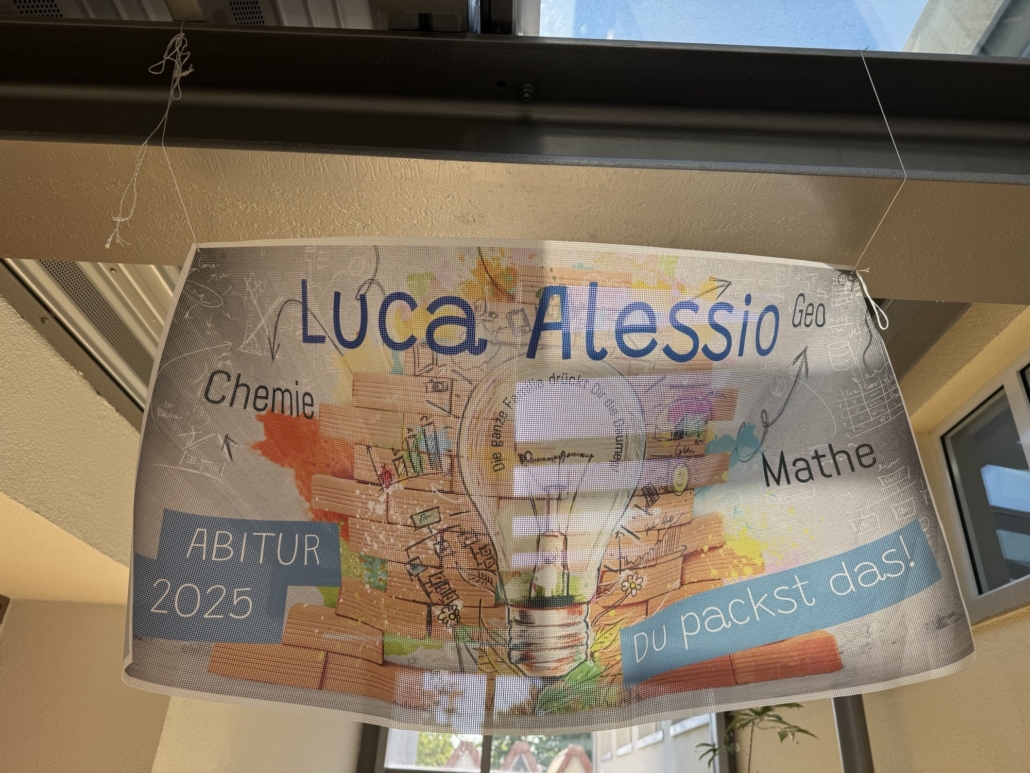 Luca Alessio
Geo
Chemie
Die ganze Familie drückt Dir die Daumen!
Mathe
ABITUR
2025
Du packst das!